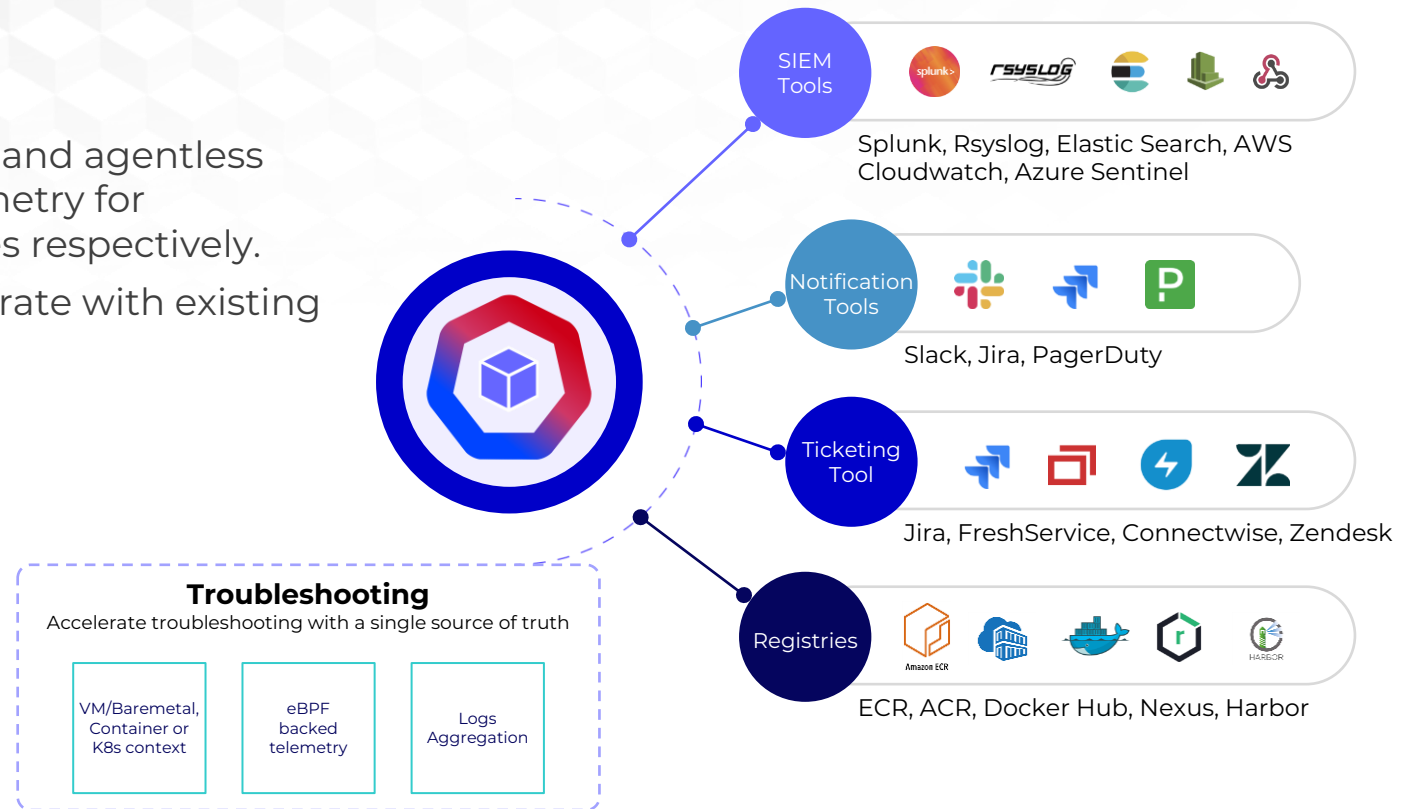 and agentless
netry for
s respectively.
rate with existing
SIEM
Tools
splunk>
rsyslog
Splunk, Rsyslog, Elastic Search, AWS
Cloudwatch, Azure Sentinel
Notification
Tools
P
Slack, Jira, PagerDuty
Ticketing
Tool
Jira, FreshService, Connectwise, Zendesk
Registries
Amazon ECR
r
HARBOR
ECR, ACR, Docker Hub, Nexus, Harbor
Troubleshooting
Accelerate troubleshooting with a single source of truth
VM/Baremetal,
Container or
K8s context
eBPF
backed
telemetry
Logs
Aggregation